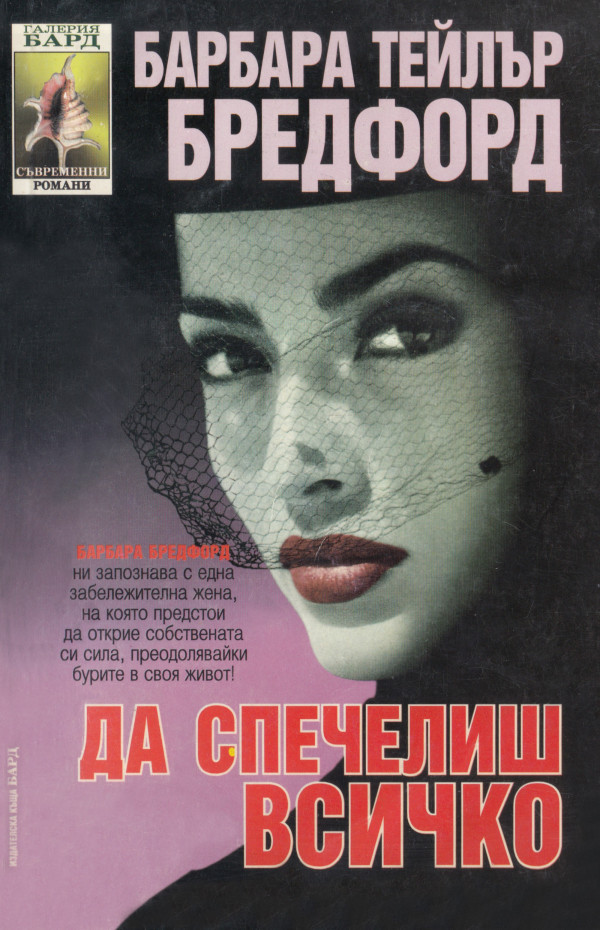 ГАЛЕРИЯ
БАРД
СЪВРЕМЕННИ
РОМАНИ
БАРБАРА ТЕЙЛЪР
БРЕДФОРД
БАРБАРА БРЕДФОРД
ни запознава с една
забележителна жена,
на която предстои
да открие собствената
си сила, преодолявайки
бурите в своя живот!
ДА СПЕЧЕЛИШ
ВСИЧКО
ИЗДАТЕЛСКА КЪЩА БАРД